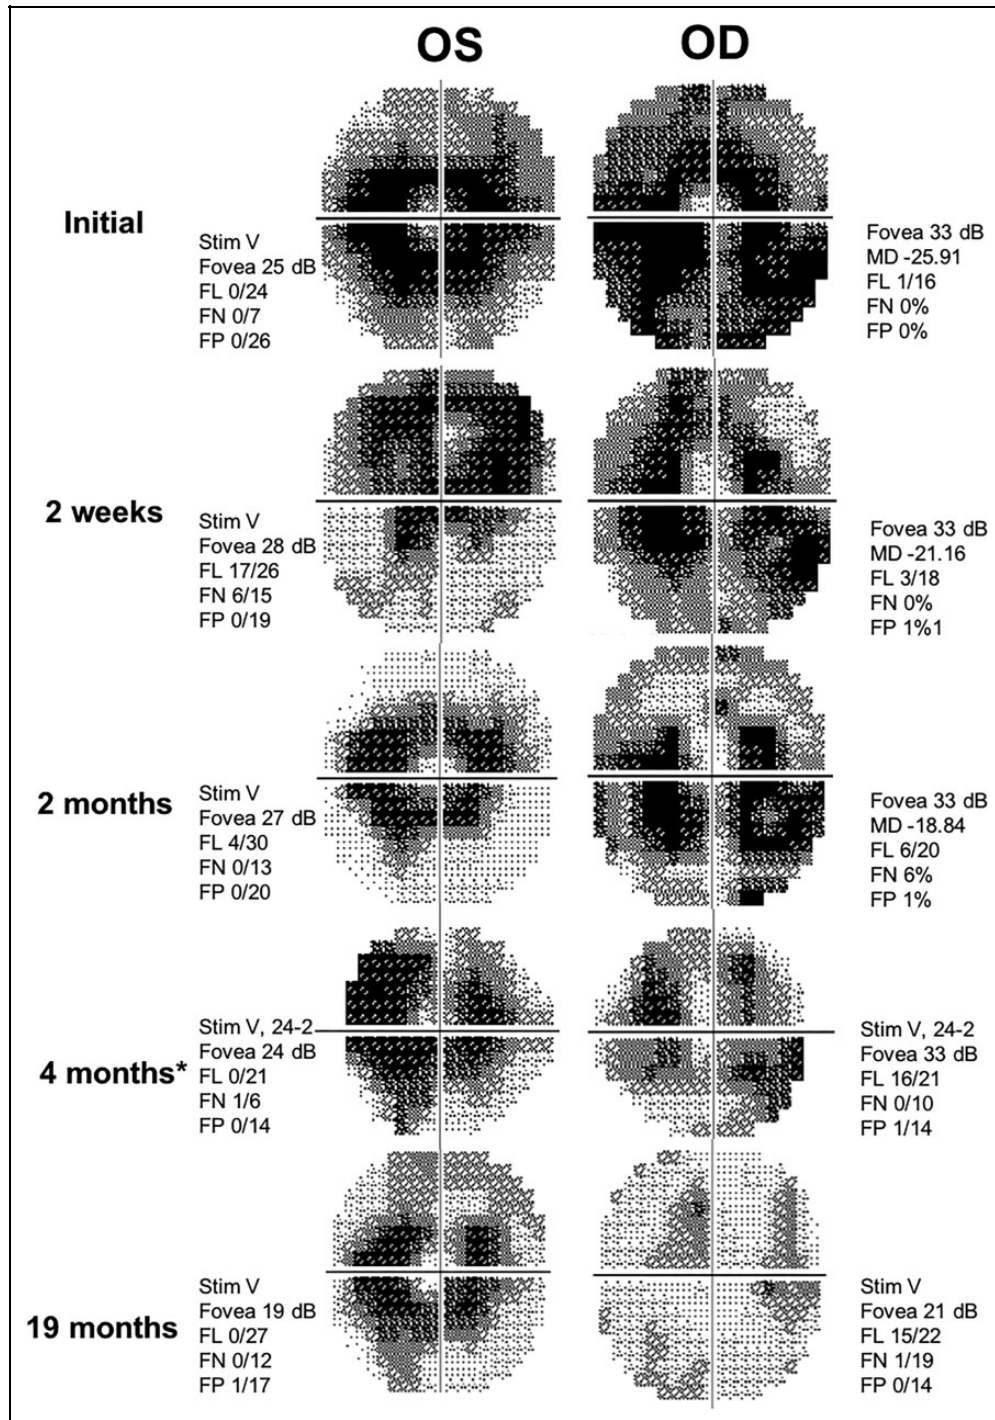 OS OD
Initial
Stim V
Fovea 25 dB
FL 0/24
FN 0/7
FP 0/26
Fovea 33 dB
MD -25.91
FL 1/16
FN 0%
FP 0%
2 weeks
Stim V
Fovea 28 dB
FL 17/26
FN 6/15
FP 0/19
Fovea 33 dB
MD -21.16
FL 3/18
FN 0%
FP 1%1
2 months
Stim V
Fovea 27 dB
FL 4/30
FN 0/13
FP 0/20
Fovea 33 dB
MD -18.84
FL 6/20
FN 6%
FP 1%
4 months*
Stim V, 24-2
Fovea 24 dB
FL 0/21
FN 1/6
FP 0/14
Stim V, 24-2
Fovea 33 dB
FL 16/21
FN 0/10
FP 1/14
19 months
Stim V
Fovea 19 dB
FL 0/27
FN 0/12
FP 1/17
Stim V
Fovea 21 dB
FL 15/22
FN 1/19
FP 0/14